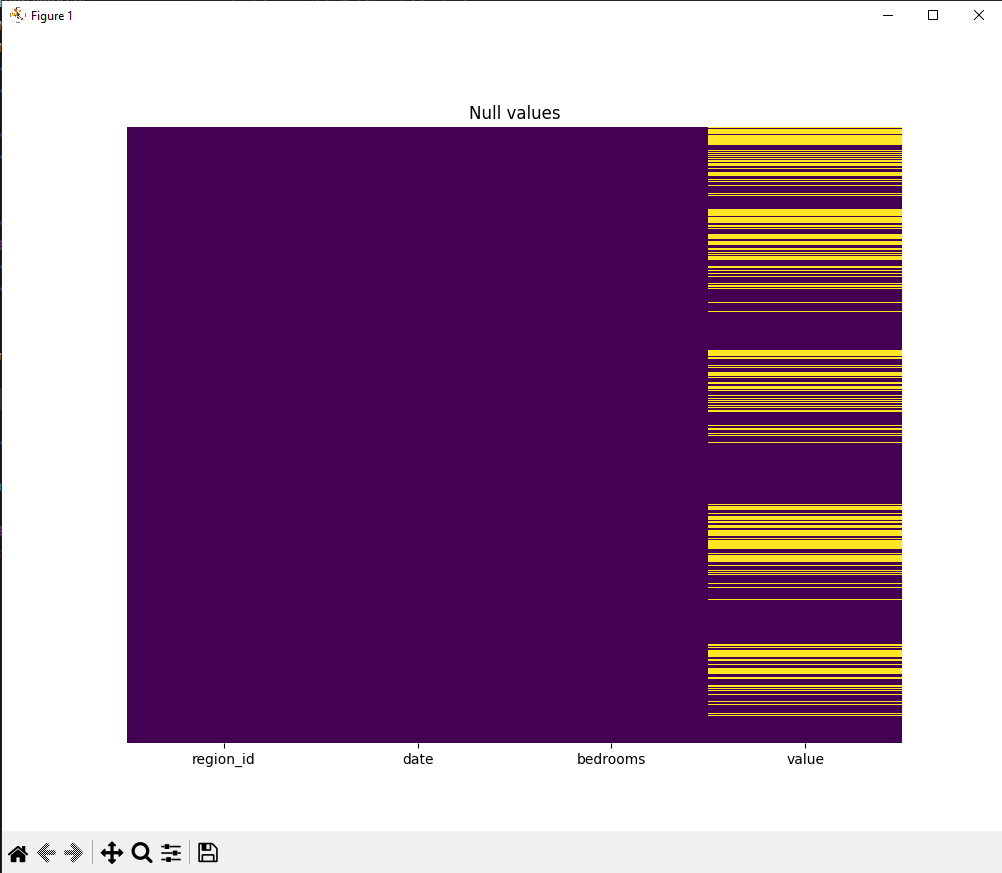 Figure 1
Null values
region_id
date
bedrooms
value